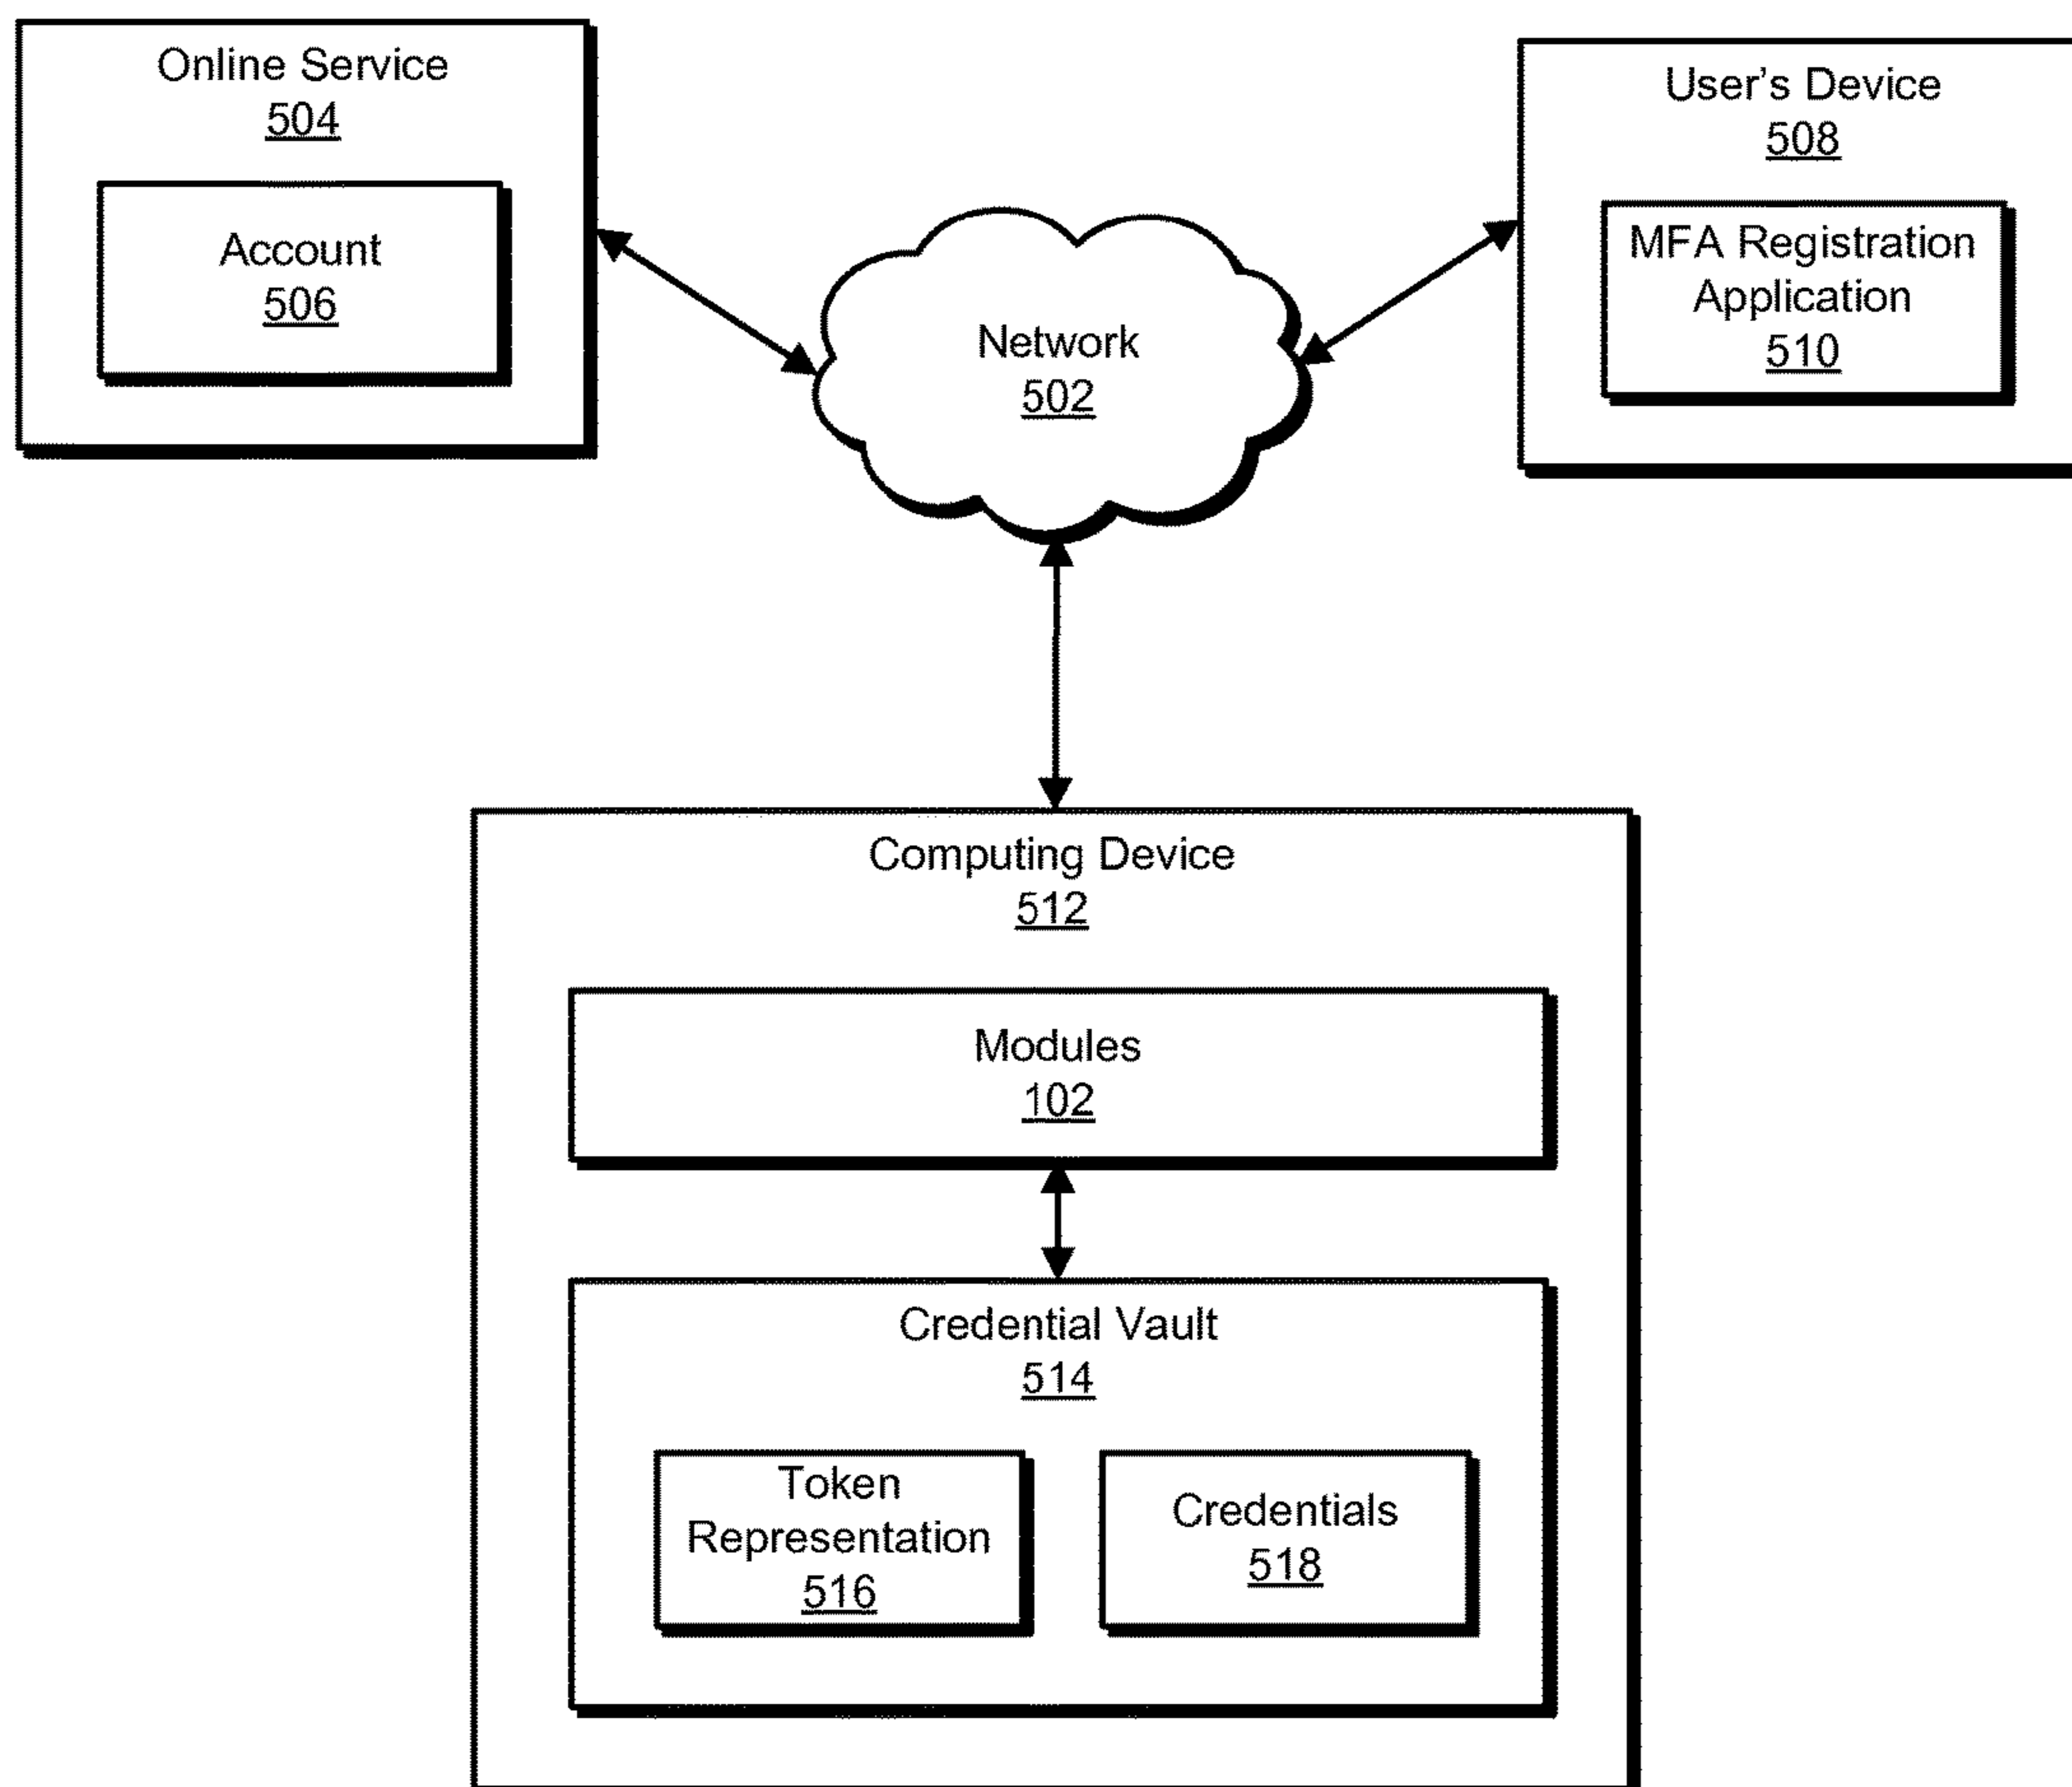 Online Service
504
Account
506
User's Device
508
MFA Registration
Application
510
Network
502
Computing Device
512
Modules
102
Credential Vault
514
Token
Representation
516
Credentials
518